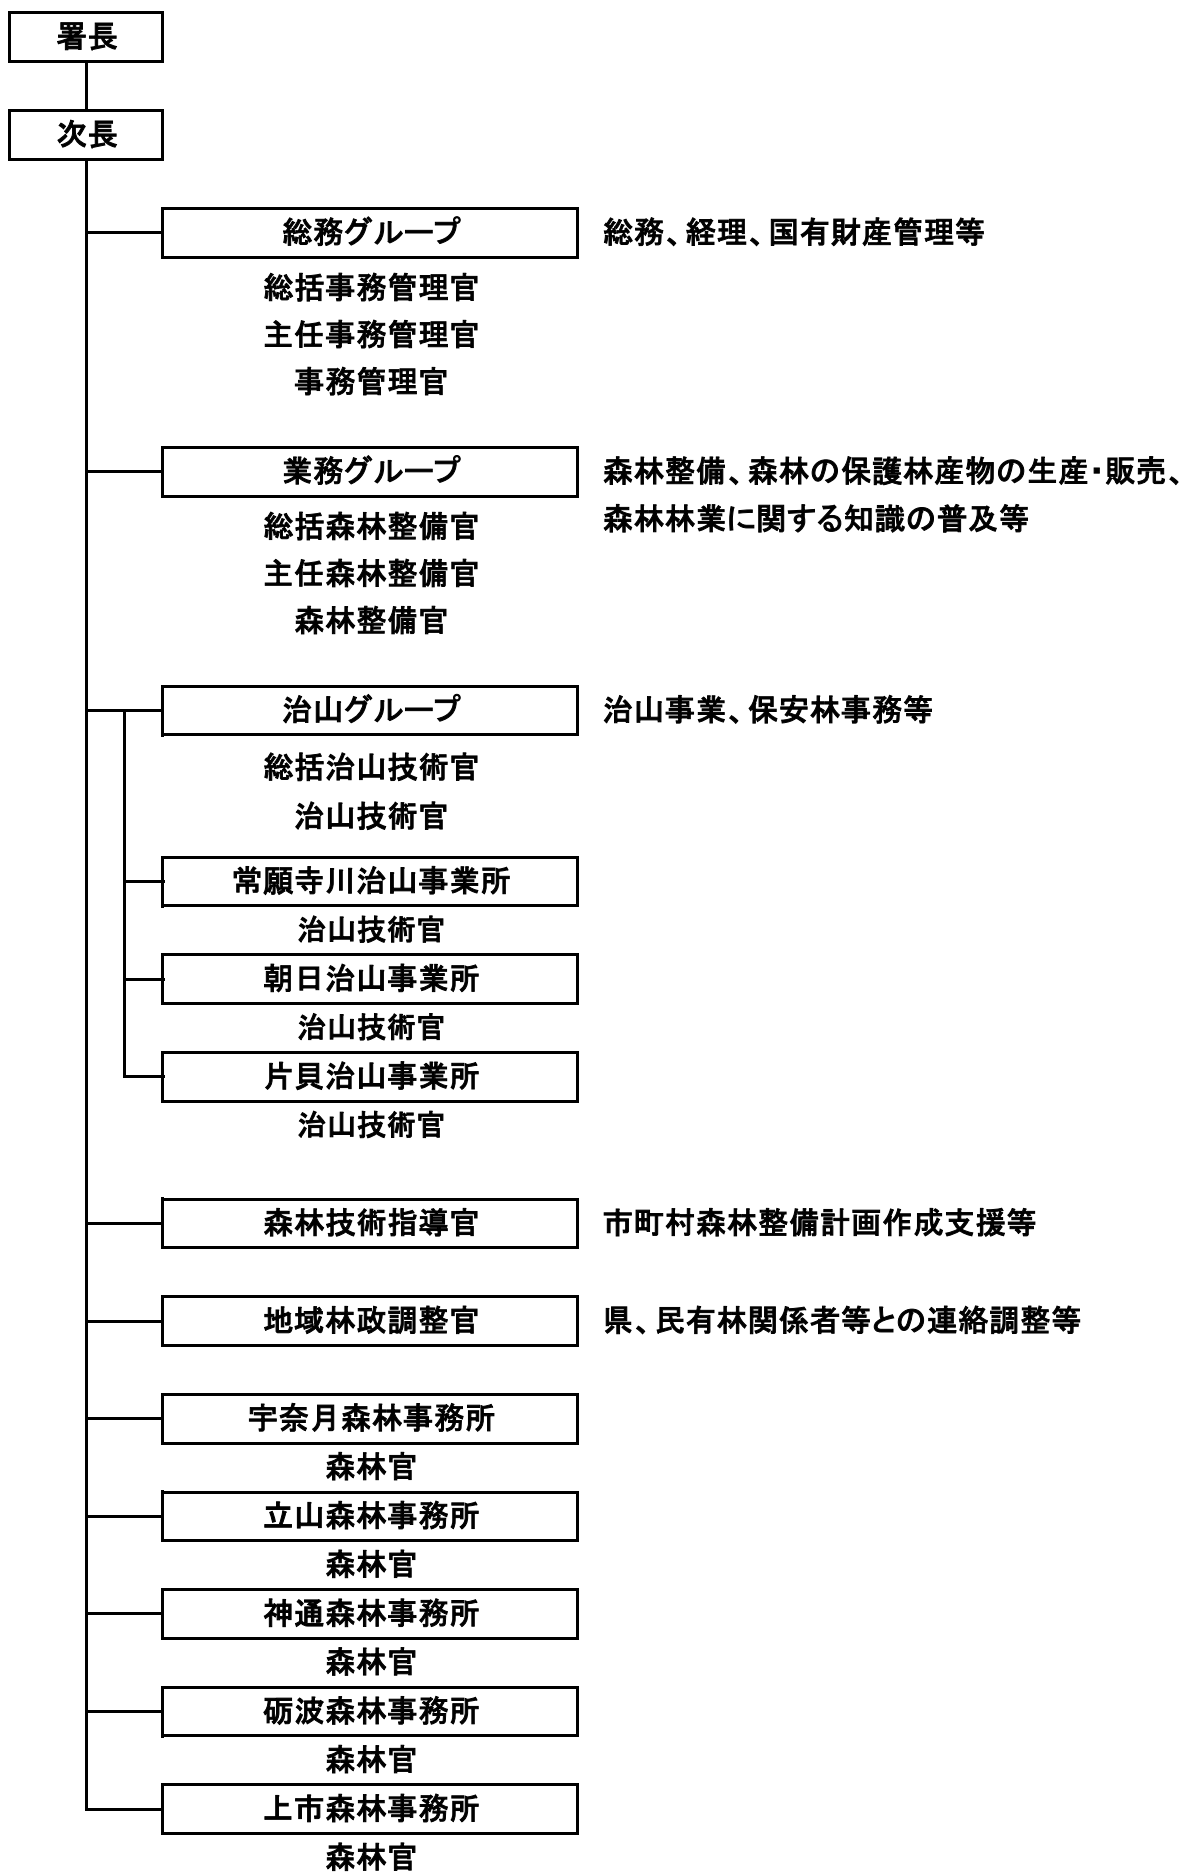 署長
次長
総務グループ
総務、経理、国有財産管理等
総括事務管理官
主任事務管理官
事務管理官
業務グループ
森林整備、森林の保護林産物の生産・販売、
森林林業に関する知識の普及等
総括森林整備官
主任森林整備官
森林整備官
治山グループ
治山事業、保安林事務等
総括治山技術官
治山技術官
常願寺川治山事業所
治山技術官
朝日治山事業所
治山技術官
片貝治山事業所
治山技術官
森林技術指導官
市町村森林整備計画作成支援等
地域林政調整官
県、民有林関係者等との連絡調整等
宇奈月森林事務所
森林官
立山森林事務所
森林官
神通森林事務所
森林官
砺波森林事務所
森林官
上市森林事務所
森林官